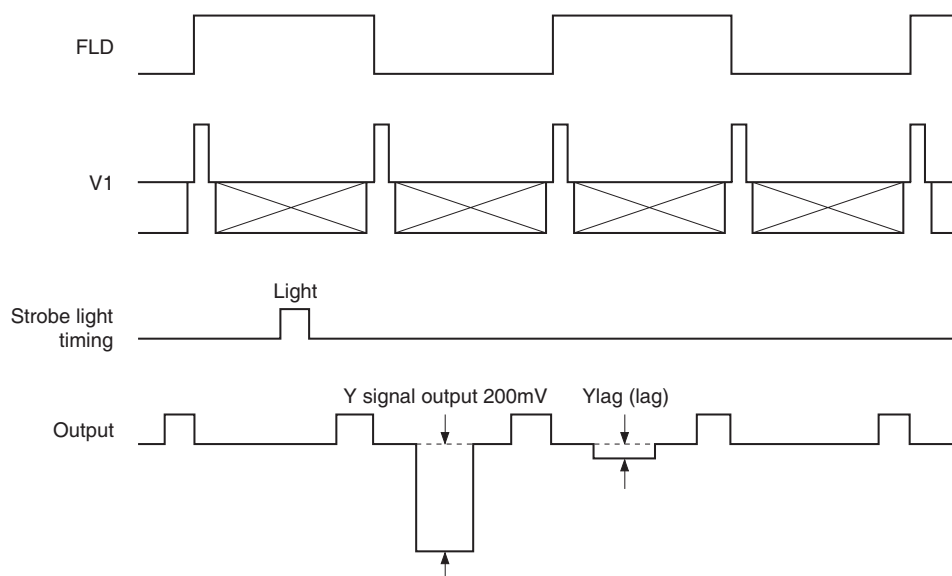 FLD
V1
Light
Strobe light
timing
Y signal output 200mV
Ylag (lag)
Output